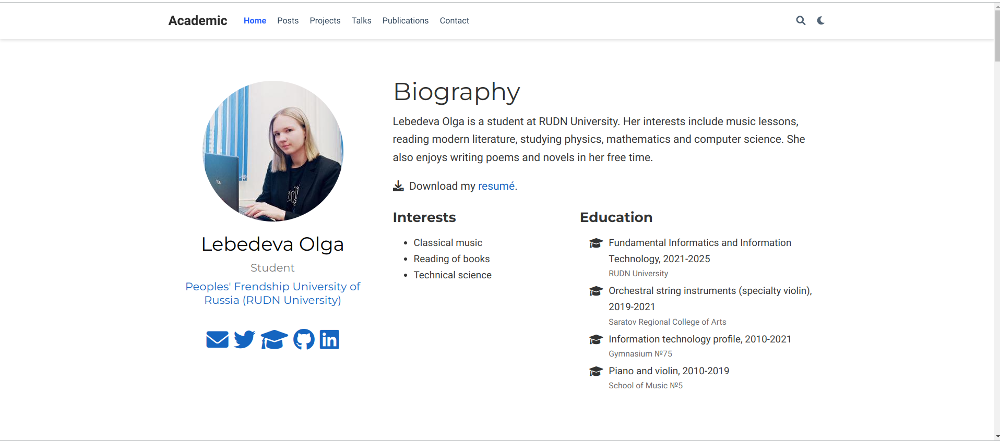 Academic Home Posts Projects Talks Publications Contact
Lebedeva Olga
Student
Peoples' Frendship University of
Russia (RUDN University)
Biography
Lebedeva Olga is a student at RUDN University. Her interests include music lessons,
reading modern literature, studying physics, mathematics and computer science. She
also enjoys writing poems and novels in her free time.
Download my resumé.
Interests
Classical music
Reading of books
Technical science
Education
Fundamental Informatics and Information
Technology, 2021-2025
RUDN University
Orchestral string instruments (specialty violin),
2019-2021
Saratov Regional College of Arts
Information technology profile, 2010-2021
Gymnasium №75
Piano and violin, 2010-2019
School of Music №5